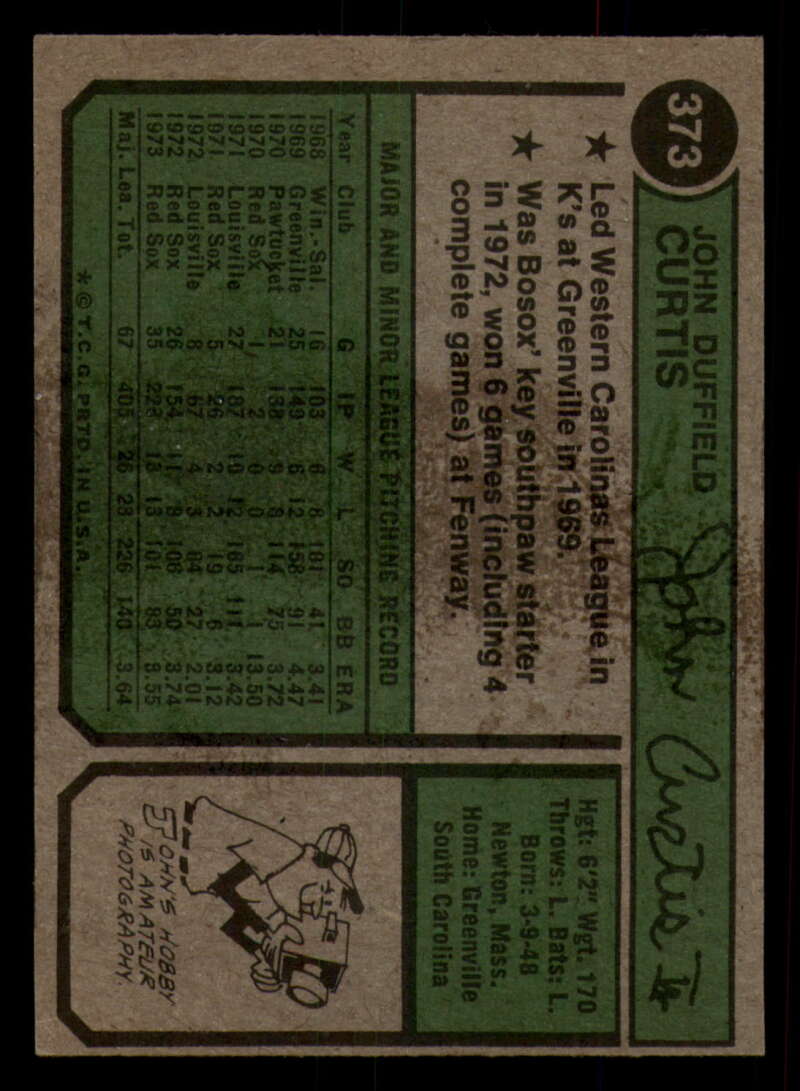 373
JOHN DUFFIELD
CURTIS
John Curtis Jr
★ Led Western Carolinas League in
K's at Greenville in 1969.
★ Was Bosox' key southpaw starter
in 1972, won 6 games (including 4
complete games) at Fenway.
Hgt: 6'2" Wgt. 170
Throws: L. Bats: L.
Born: 3-9-48
Newton, Mass.
Home: Greenville
South Carolina
MAJOR AND MINOR LEAGUE PITCHING RECORD
Year Club G IP W L SO BB ERA
1968 Win.-Sal. 16 103 6 8 101 41 3.41
1969 Greenville 25 149 6 12 158 91 4.47
1970 Pawtucket 21 138 9 8 114 75 3.72
1970 Red Sox 1 2 0 0 1 1 13.50
1971 Louisville 27 187 10 12 165 111 3.42
1971 Red Sox 5 26 2 2 19 6 3.12
1972 Louisville 8 67 4 3 64 27 2.01
1972 Red Sox 26 154 11 8 106 50 3.74
1973 Red Sox 35 223 13 13 101 83 3.55
Maj. Lea. Tot. 67 405 26 23 226 140 3.64
* © T.C.G. PRTD. IN U.S.A.
JOHN'S HOBBY
IS AMATEUR
PHOTOGRAPHY.